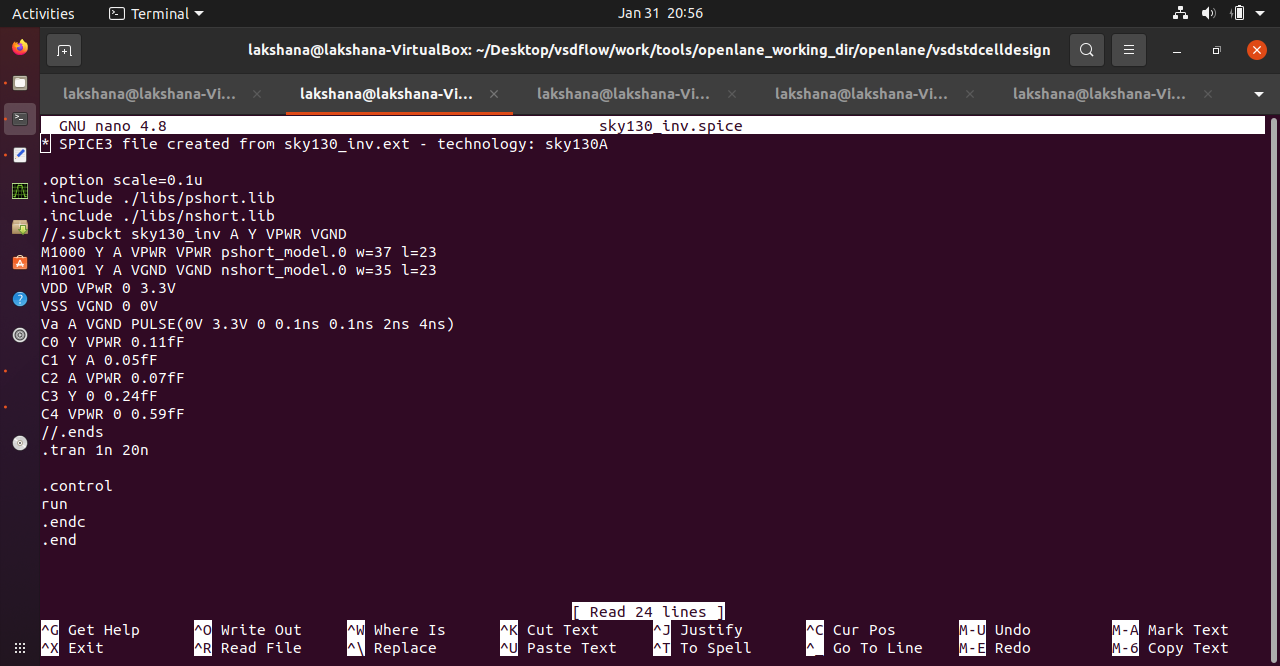 Activities
Terminal
Jan 31 20:56
lakshana@lakshana-VirtualBox: ~/Desktop/vsdflow/work/tools/openlane_working_dir/openlane/vsdstdcelldesign
lakshana@lakshana-Vi... × lakshana@lakshana-Vi... × lakshana@lakshana-Vi... × lakshana@lakshana-Vi... × lakshana@lakshana-Vi... ×
GNU nano 4.8 sky130_inv.spice
* SPICE3 file created from sky130_inv.ext - technology: sky130A
.option scale=0.1u
.include ./libs/pshort.lib
.include ./libs/nshort.lib
//.subckt sky130_inv A Y VPWR VGND
M1000 Y A VPWR VPWR pshort_model.0 w=37 l=23
M1001 Y A VGND VGND nshort_model.0 w=35 l=23
VDD VPwR 0 3.3V
VSS VGND 0 0V
Va A VGND PULSE(0V 3.3V 0 0.1ns 0.1ns 2ns 4ns)
C0 Y VPWR 0.11fF
C1 Y A 0.05fF
C2 A VPWR 0.07fF
C3 Y 0 0.24fF
C4 VPWR 0 0.59fF
//.ends
.tran 1n 20n
.control
run
.endc
.end
[ Read 24 lines ]
^G Get Help ^O Write Out ^W Where Is ^K Cut Text ^J Justify ^C Cur Pos M-U Undo M-A Mark Text
^X Exit ^R Read File ^\ Replace ^U Paste Text ^T To Spell ^_ Go To Line M-E Redo M-6 Copy Text